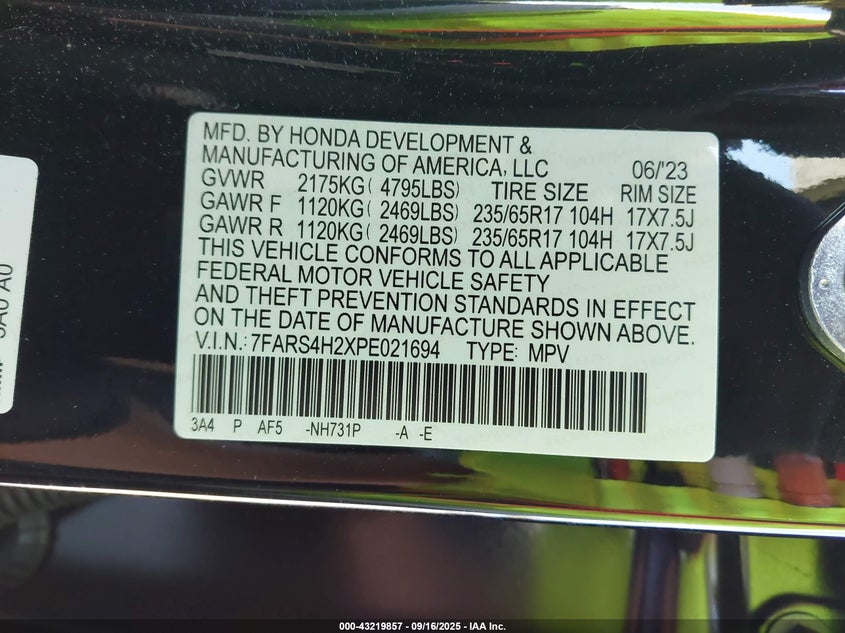 MFD. BY HONDA DEVELOPMENT &
MANUFACTURING OF AMERICA, LLC 06/'23
GVWR 2175KG( 4795LBS) TIRE SIZE RIM SIZE
GAWR F 1120KG( 2469LBS) 235/65R17 104H 17X7.5J
GAWR R 1120KG( 2469LBS) 235/65R17 104H 17X7.5J
THIS VEHICLE CONFORMS TO ALL APPLICABLE
FEDERAL MOTOR VEHICLE SAFETY
AND THEFT PREVENTION STANDARDS IN EFFECT
ON THE DATE OF MANUFACTURE SHOWN ABOVE.
V.I.N.: 7FARS4H2XPE021694 TYPE: MPV
3A4 P AF5 -NH731P -A -E
3A0 A0
000-43219857 - 09/16/2025 - IAA Inc.